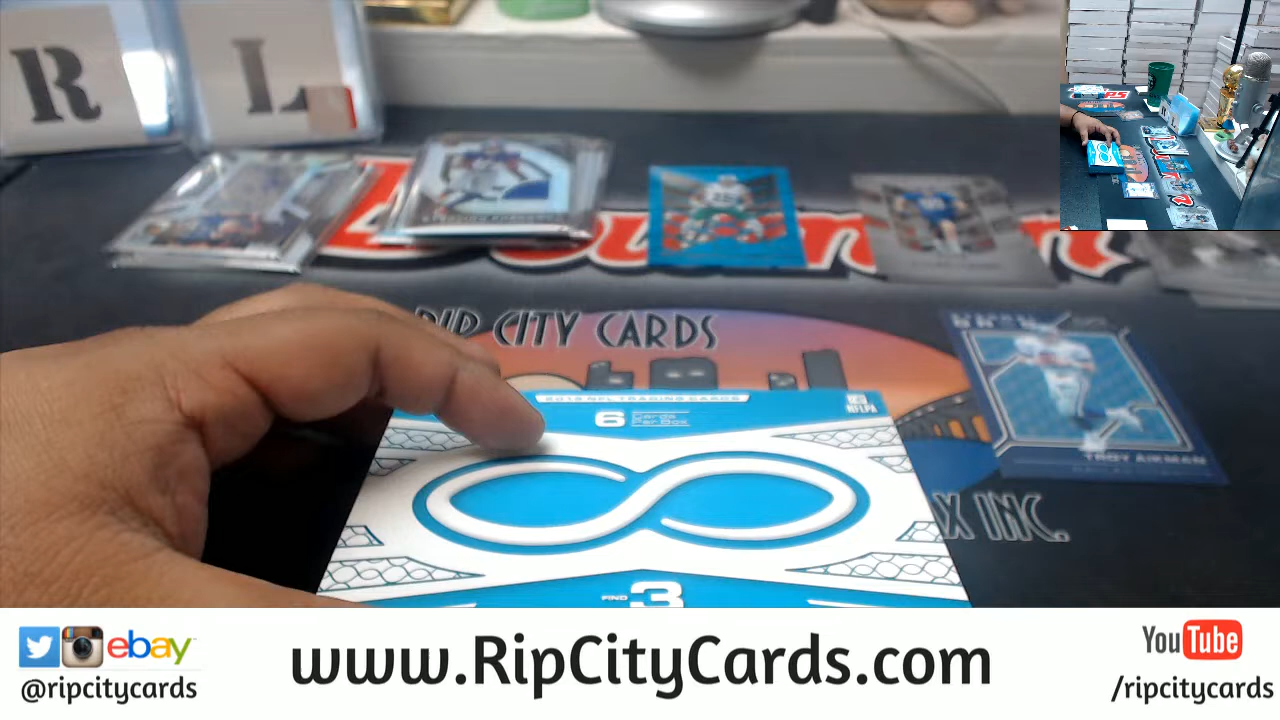 R L
RIP CITY CARDS
2019 NFL TRADING CARDS
6 Cards Per Box
NFLPA
TROY AIKMAN
X INC.
FIND 3
ebay
@ripcitycards
www.RipCityCards.com
YouTube
/ripcitycards